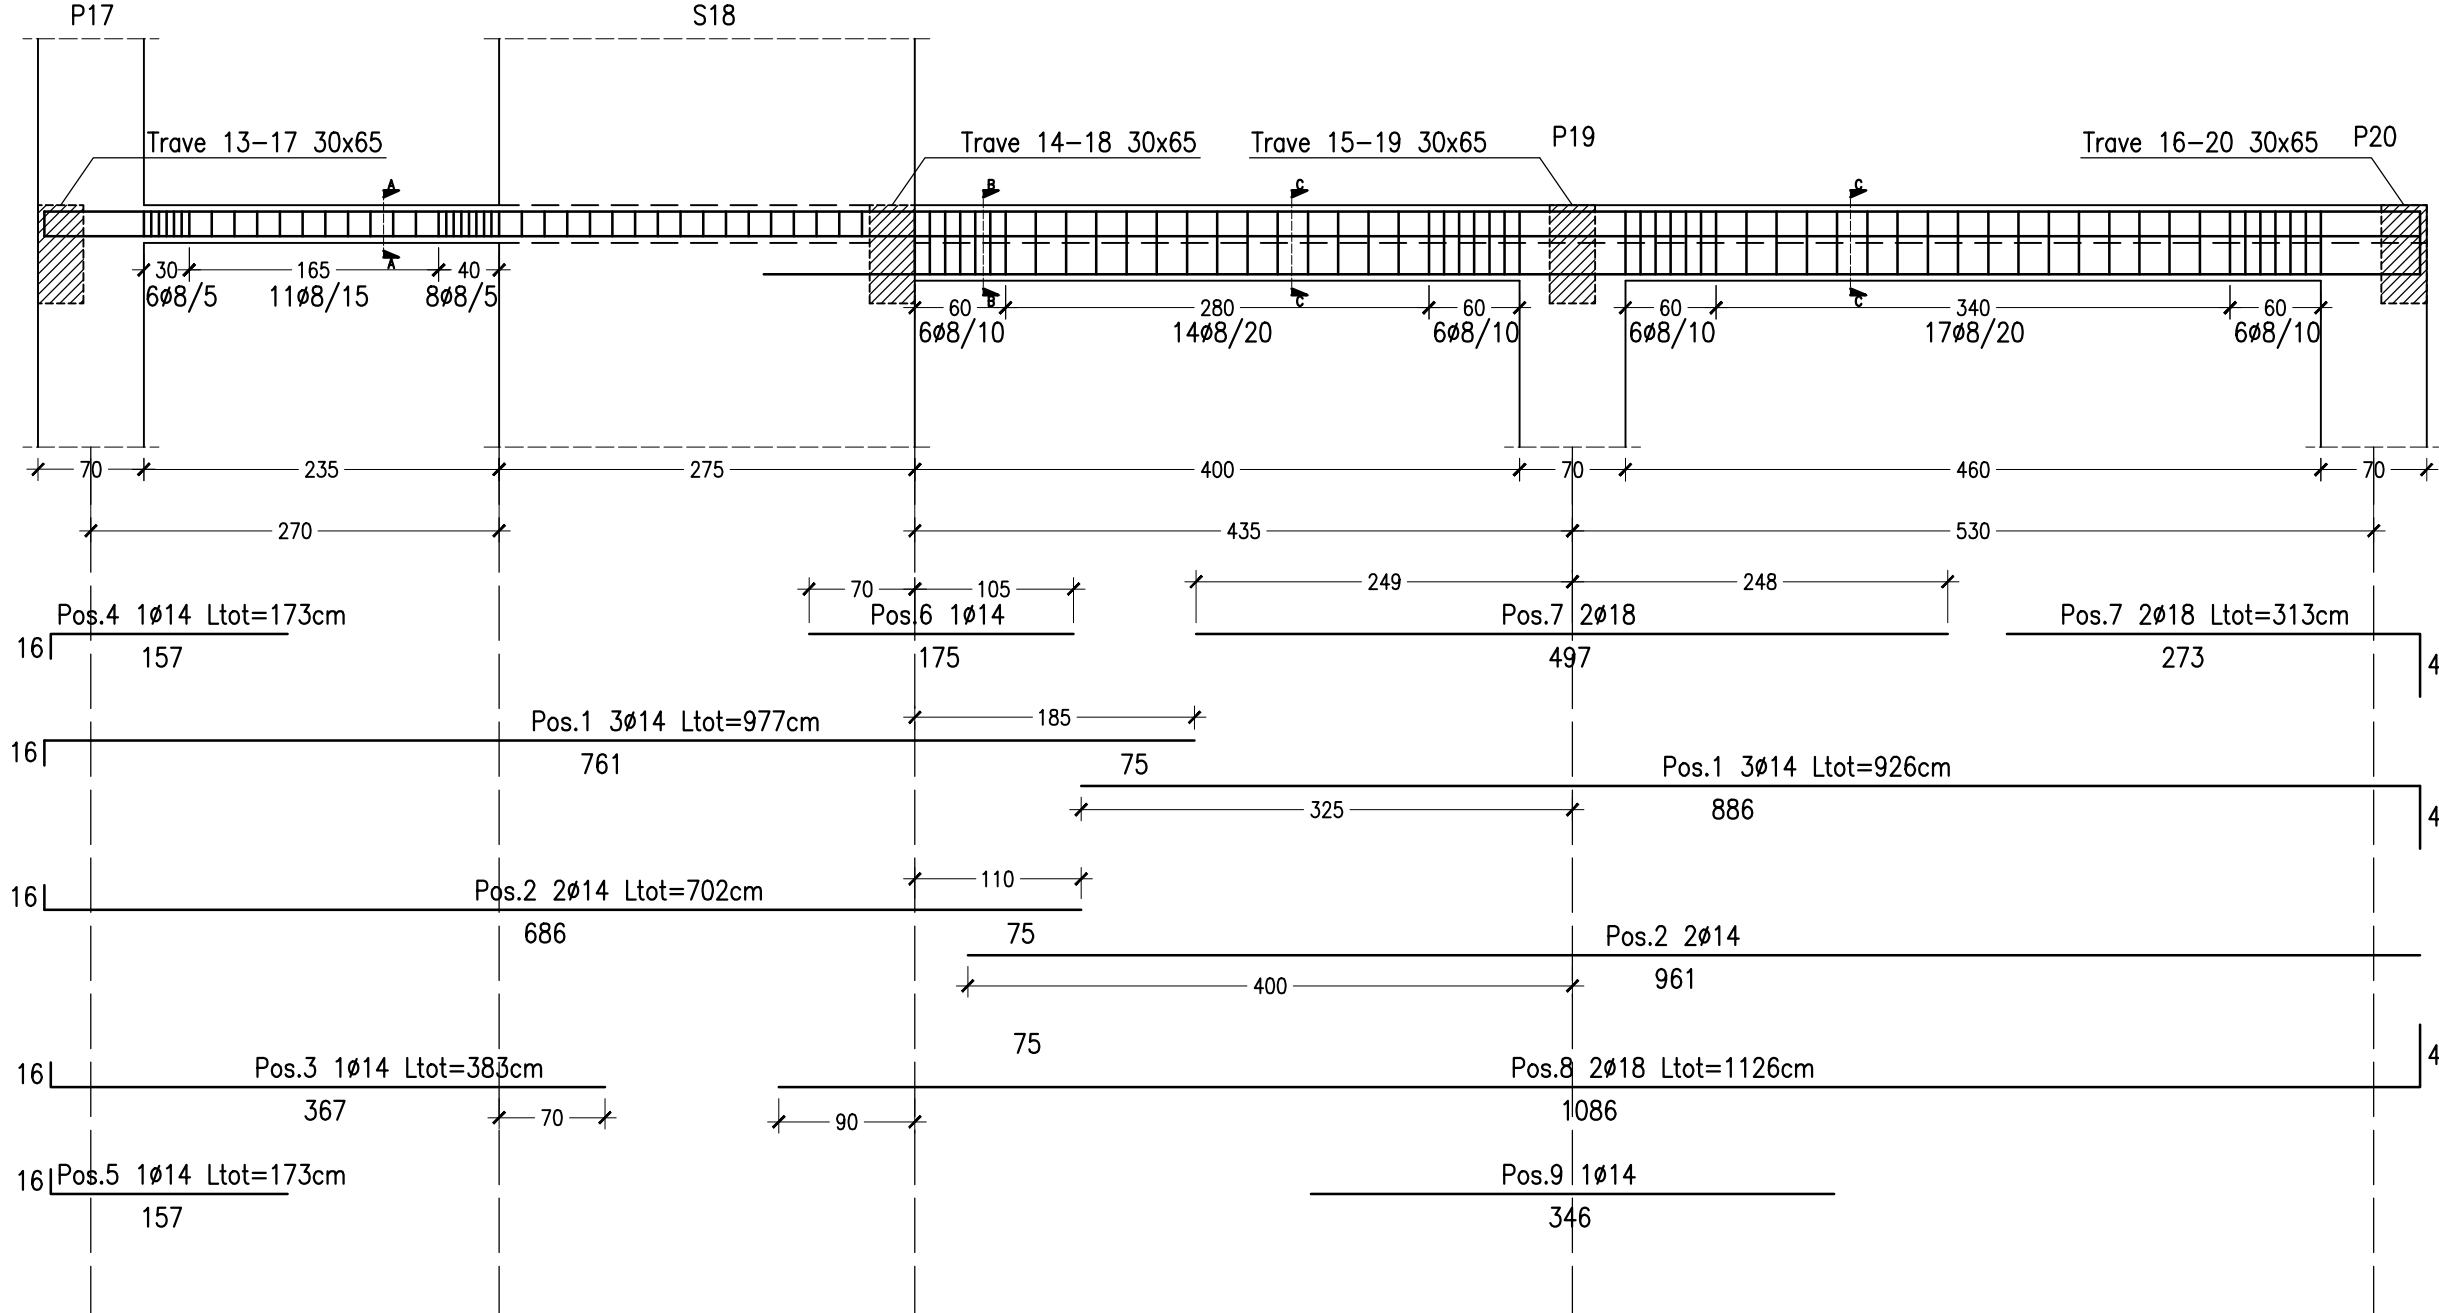 P17 S18
Trave 13-17 30x65 Trave 14-18 30x65 Trave 15-19 30x65 P19 Trave 16-20 30x65 P20
A B C C
A
30 165 40
6ø8/5 11ø8/15 8ø8/5
B C C
60 280 60 60 340 60
6ø8/10 14ø8/20 6ø8/10 6ø8/10 17ø8/20 6ø8/10
70 235 275 400 70 460 70
270 435 530
70 105 249 248
Pos.4 1ø14 Ltot=173cm Pos.6 1ø14 Pos.7 2ø18 Pos.7 2ø18 Ltot=313cm
16 157 175 497 273 4
185
Pos.1 3ø14 Ltot=977cm
16 761 75
Pos.1 3ø14 Ltot=926cm
325 886 4
110
Pos.2 2ø14 Ltot=702cm
16 686 75
Pos.2 2ø14
400 961
75
Pos.3 1ø14 Ltot=383cm Pos.8 2ø18 Ltot=1126cm
16 367 70 90 1086 4
Pos.5 1ø14 Ltot=173cm Pos.9 1ø14
16 157 346